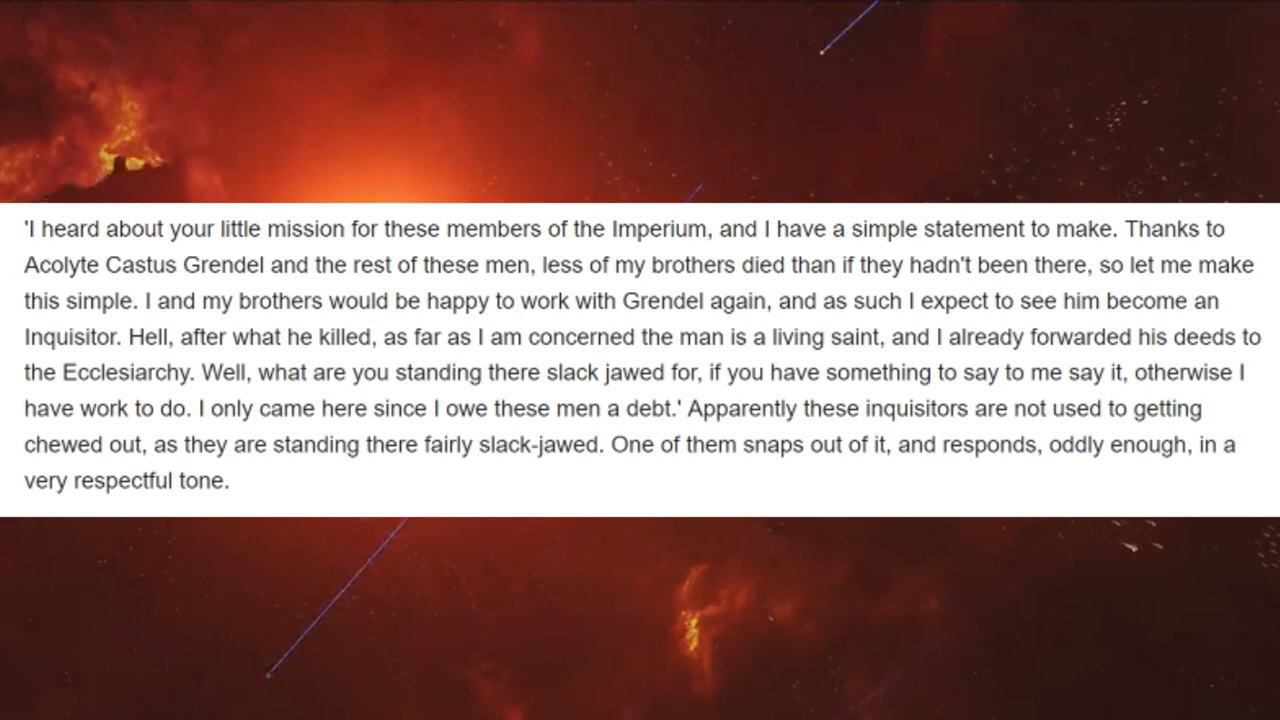 'I heard about your little mission for these members of the Imperium, and I have a simple statement to make. Thanks to
Acolyte Castus Grendel and the rest of these men, less of my brothers died than if they hadn't been there, so let me make
this simple. I and my brothers would be happy to work with Grendel again, and as such I expect to see him become an
Inquisitor. Hell, after what he killed, as far as I am concerned the man is a living saint, and I already forwarded his deeds to
the Ecclesiarchy. Well, what are you standing there slack jawed for, if you have something to say to me say it, otherwise I
have work to do. I only came here since I owe these men a debt.' Apparently these inquisitors are not used to getting
chewed out, as they are standing there fairly slack-jawed. One of them snaps out of it, and responds, oddly enough, in a
very respectful tone.